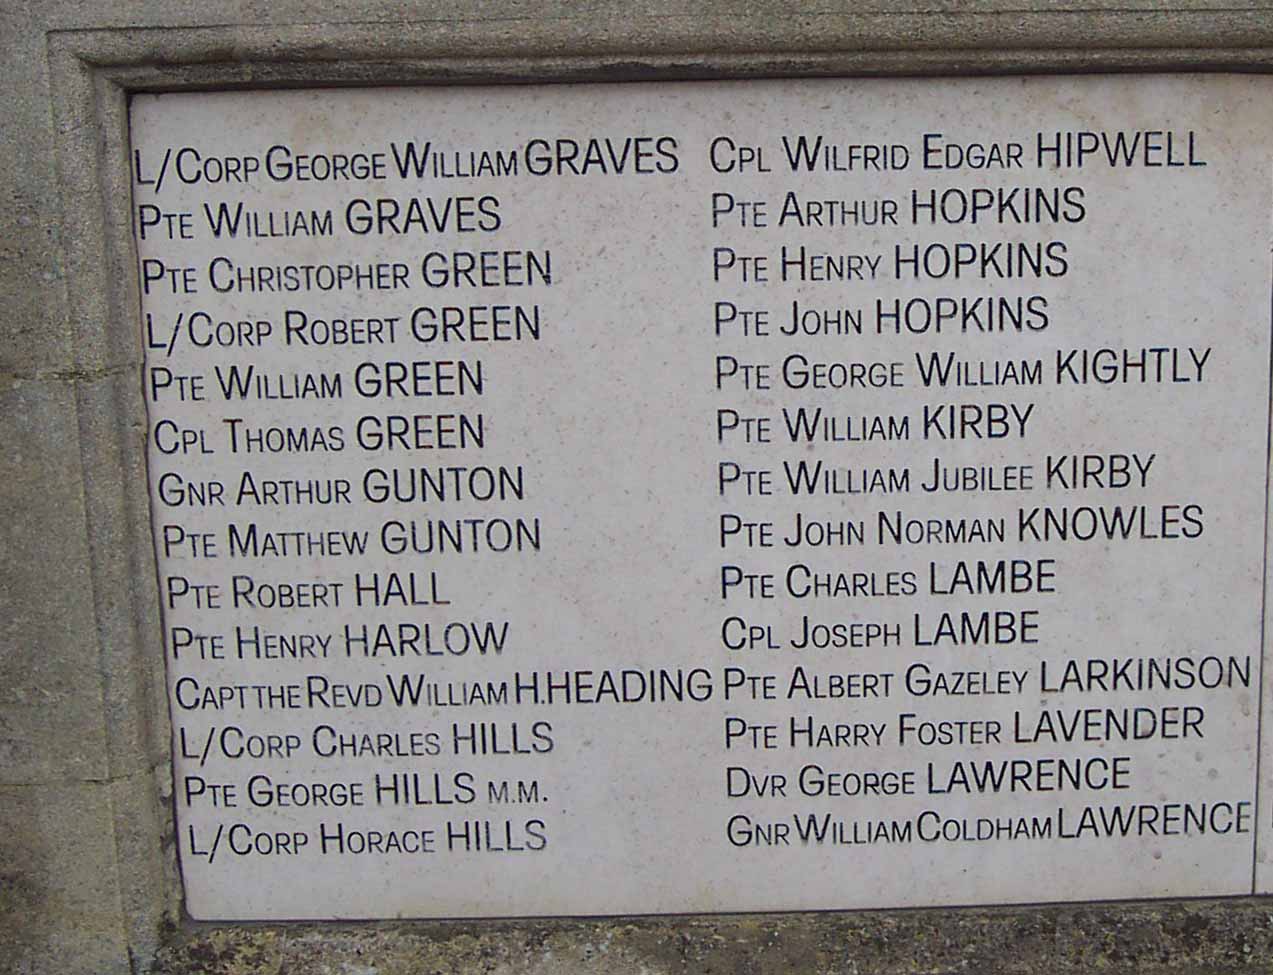 L/Corp George William GRAVES
Pte William GRAVES
Pte Christopher GREEN
L/Corp Robert GREEN
Pte William GREEN
Cpl Thomas GREEN
Gnr Arthur GUNTON
Pte Matthew GUNTON
Pte Robert HALL
Pte Henry HARLOW
Capt the Revd William H. HEADING
L/Corp Charles HILLS
Pte George HILLS M.M.
L/Corp Horace HILLS
Cpl Wilfrid Edgar HIPWELL
Pte Arthur HOPKINS
Pte Henry HOPKINS
Pte John HOPKINS
Pte George William KIGHTLY
Pte William KIRBY
Pte William Jubilee KIRBY
Pte John Norman KNOWLES
Pte Charles LAMBE
Cpl Joseph LAMBE
Pte Albert Gazeley LARKINSON
Pte Harry Foster LAVENDER
Dvr George LAWRENCE
Gnr William Coldham LAWRENCE